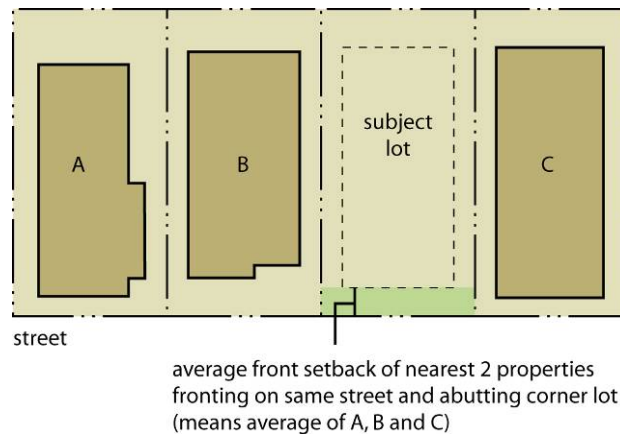 A
B
subject
lot
C
street
average front setback of nearest 2 properties
fronting on same street and abutting corner lot
(means average of A, B and C)